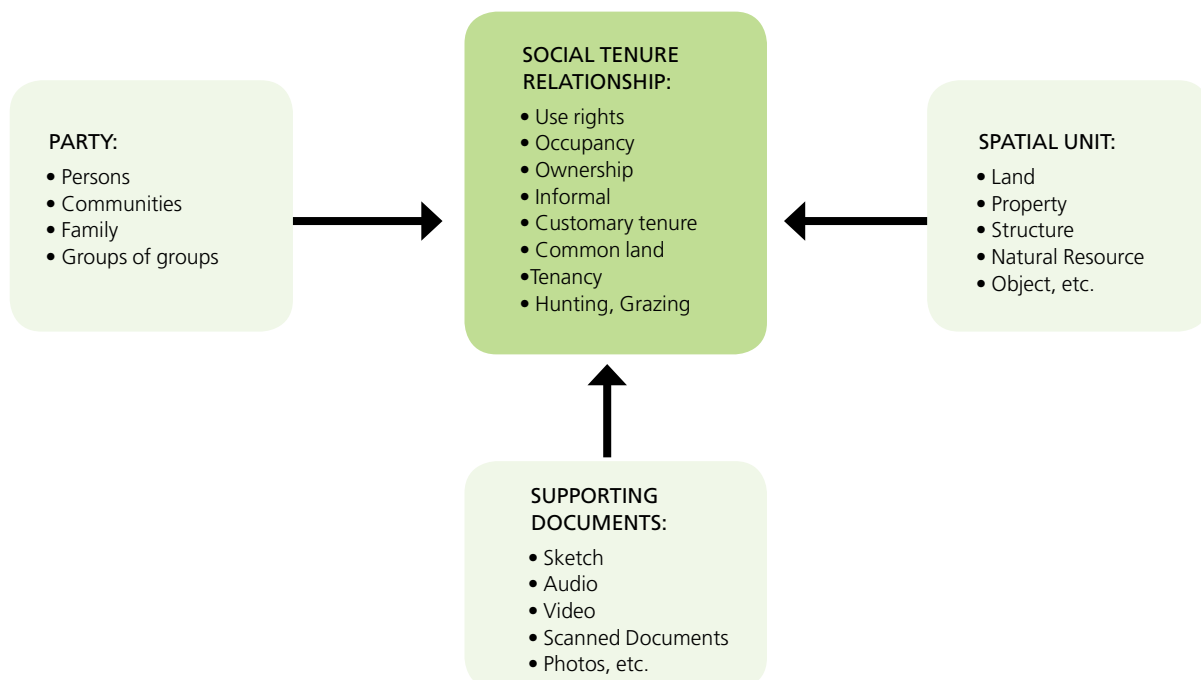 PARTY:
• Persons
• Communities
• Family
• Groups of groups
SOCIAL TENURE
RELATIONSHIP:
• Use rights
• Occupancy
• Ownership
• Informal
• Customary tenure
• Common land
•Tenancy
• Hunting, Grazing
SPATIAL UNIT:
• Land
• Property
• Structure
• Natural Resource
• Object, etc.
SUPPORTING
DOCUMENTS:
• Sketch
• Audio
• Video
• Scanned Documents
• Photos, etc.